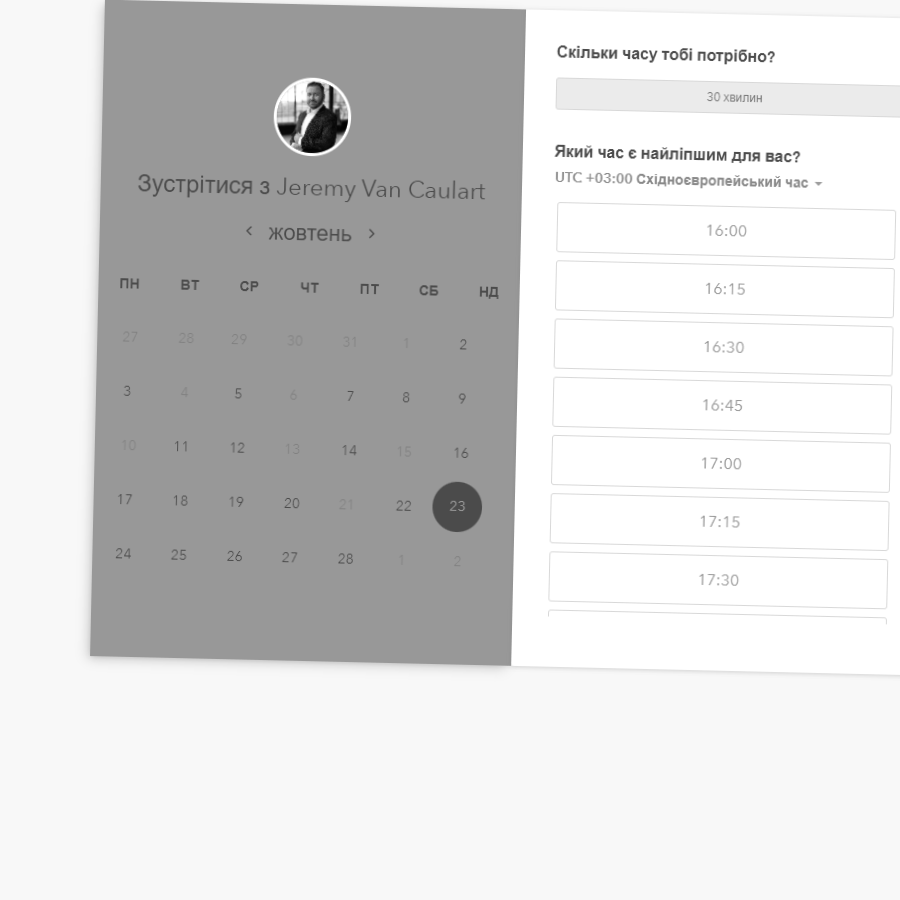 Зустрітися з Jeremy Van Caulart
жовтень
ПН ВТ СР ЧТ ПТ СБ НД
27 28 29 30 31 1 2
3 4 5 6 7 8 9
10 11 12 13 14 15 16
17 18 19 20 21 22 23
24 25 26 27 28 1 2
Скільки часу тобі потрібно?
30 хвилин
Який час є найліпшим для вас?
UTC +03:00 Східноєвропейський час
16:00
16:15
16:30
16:45
17:00
17:15
17:30